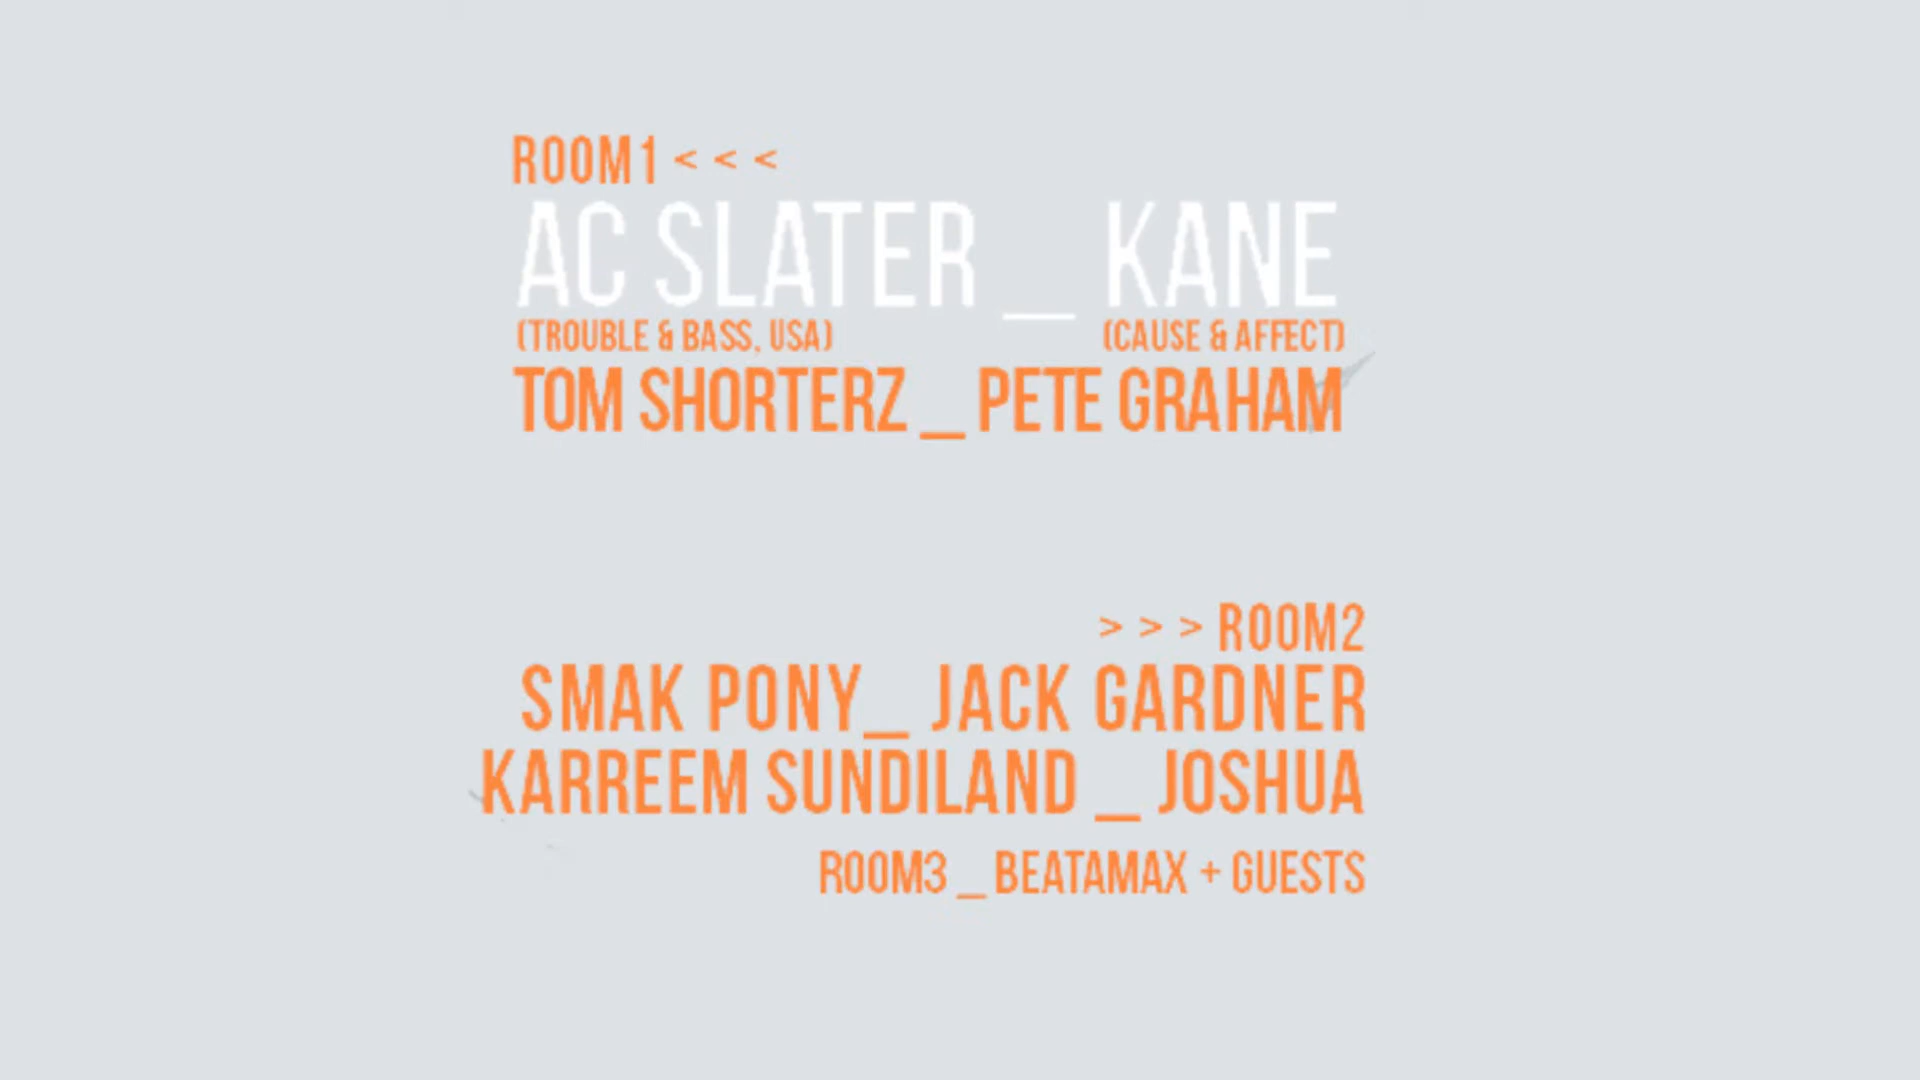 ROOM1 < < <
AC SLATER _ KANE
(TROUBLE & BASS, USA) (CAUSE & AFFECT)
TOM SHORTERZ _ PETE GRAHAM
> > > ROOM2
SMAK PONY_ JACK GARDNER
KARREEM SUNDILAND _ JOSHUA
ROOM3 _ BEATAMAX + GUESTS